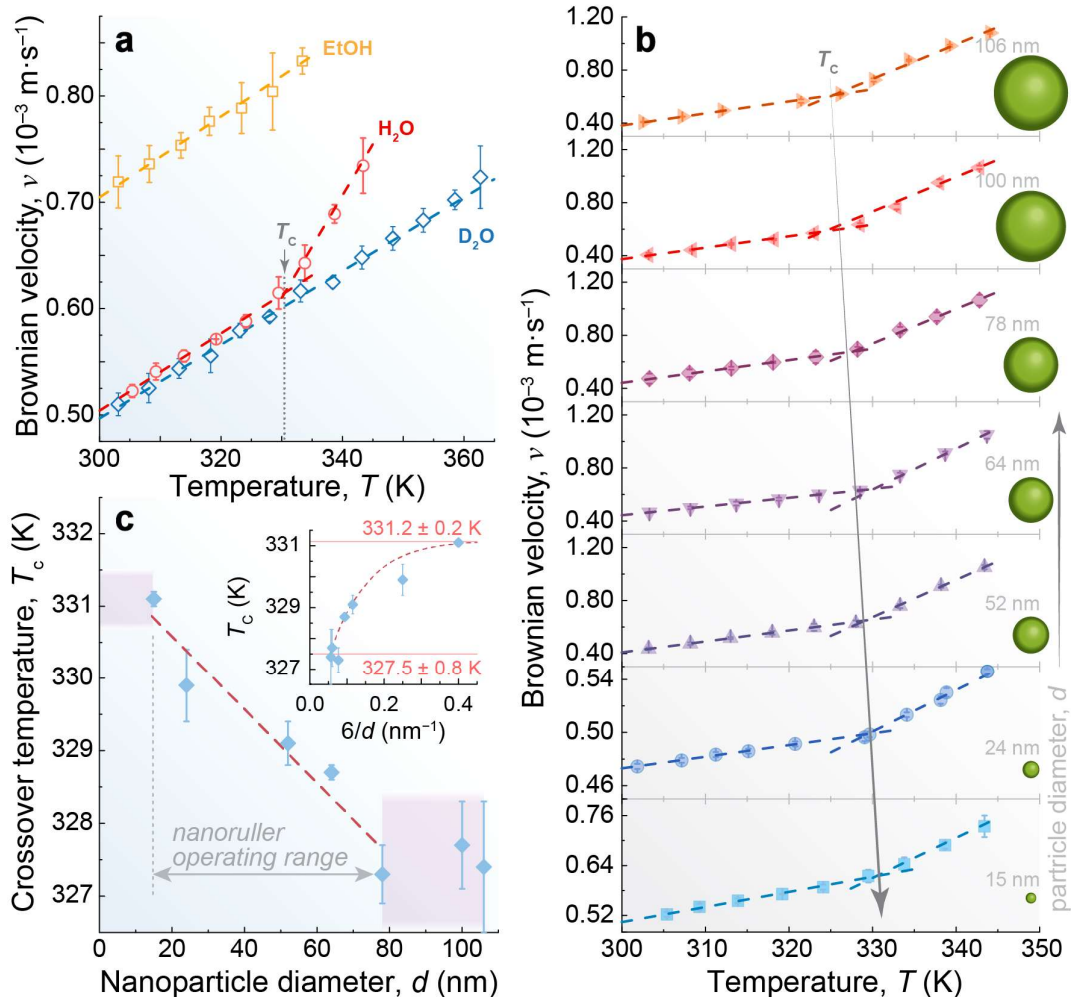 a
EtOH
H₂O
D₂O
T_c
Brownian velocity, ν (10⁻³ m·s⁻¹)
0.80
0.70
0.60
0.50
300
320
340
360
Temperature, T (K)
b
T_c
Brownian velocity, ν (10⁻³ m·s⁻¹)
1.20
0.80
0.40
106 nm
1.20
0.80
0.40
100 nm
1.20
0.80
0.40
78 nm
1.20
0.80
0.40
64 nm
1.20
0.80
0.40
52 nm
0.54
0.50
0.46
24 nm
0.76
0.64
0.52
15 nm
partricle diameter, d
300
310
320
330
340
350
Temperature, T (K)
c
Crossover temperature, T_c (K)
332
331
330
329
328
327
nanoruller
operating range
0
20
40
60
80
100
Nanoparticle diameter, d (nm)
331.2 ± 0.2 K
327.5 ± 0.8 K
T_c (K)
331
329
327
0.0
0.2
0.4
6/d (nm⁻¹)